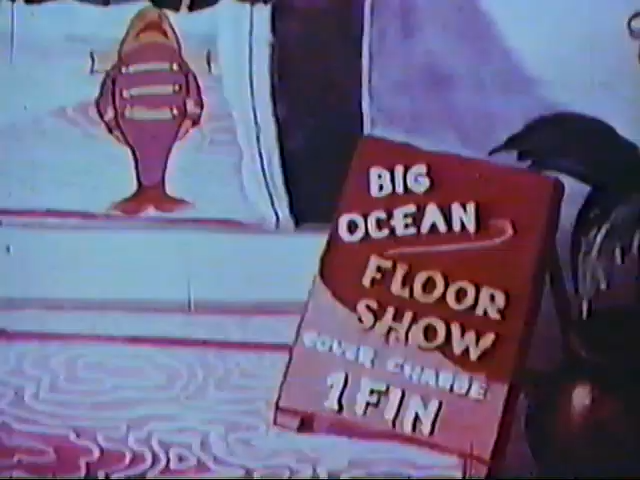 BIG
OCEAN
FLOOR
SHOW
COVER CHARGE
1 FIN